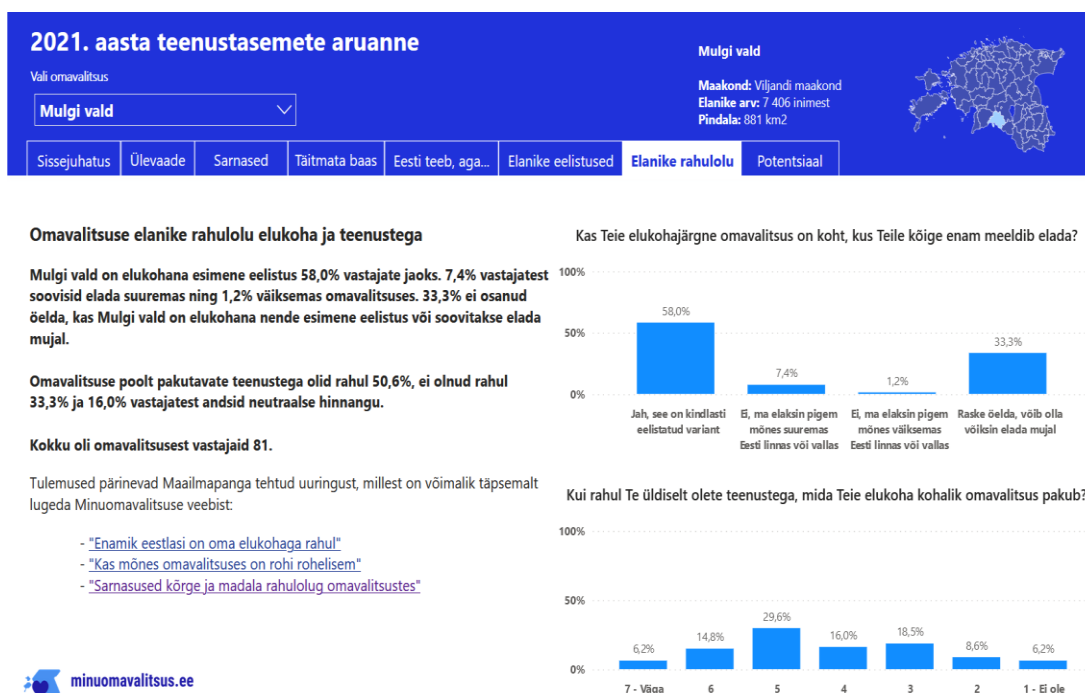 2021. aasta teenustasemete aruanne
Vali omavalitsus
Mulgi vald
Mulgi vald
Maakond: Viljandi maakond
Elanike arv: 7 406 inimest
Pindala: 881 km2
Sissejuhatus
Ülevaade
Sarnased
Täitmata baas
Eesti teeb, aga...
Elanike eelistused
Elanike rahulolu
Potentsiaal
Omavalitsuse elanike rahulolu elukoha ja teenustega
Mulgi vald on elukohana esimene eelistus 58,0% vastajate jaoks. 7,4% vastajatest
soovisid elada suuremas ning 1,2% väiksemas omavalitsuses. 33,3% ei osanud
öelda, kas Mulgi vald on elukohana nende esimene eelistus või soovitakse elada
mujal.
Omavalitsuse poolt pakutavate teenustega olid rahul 50,6%, ei olnud rahul
33,3% ja 16,0% vastajatest andsid neutraalse hinnangu.
Kokku oli omavalitsusest vastajaid 81.
Tulemused pärinevad Maailmapanga tehtud uuringust, millest on võimalik täpsemalt
lugeda Minuomavalitsuse veebist:
- "Enamik eestlasi on oma elukohaga rahul"
- "Kas mõnes omavalitsuses on rohi rohelisem"
- "Sarnasused kõrge ja madala rahulolug omavalitsustes"
minuomavalitsus.ee
Kas Teie elukohajärgne omavalitsus on koht, kus Teile kõige enam meeldib elada?
100%
50%
0%
58,0%
7,4%
1,2%
33,3%
Jah, see on kindlasti
eelistatud variant
Ei, ma elaksin pigem
mõnes suuremas
Eesti linnas või vallas
Ei, ma elaksin pigem
mõnes väiksemas
Eesti linnas või vallas
Raske öelda, võib olla
võiksin elada mujal
Kui rahul Te üldiselt olete teenustega, mida Teie elukoha kohalik omavalitsus pakub?
100%
50%
0%
6,2%
14,8%
29,6%
16,0%
18,5%
8,6%
6,2%
7 - Väga
6
5
4
3
2
1 - Ei ole